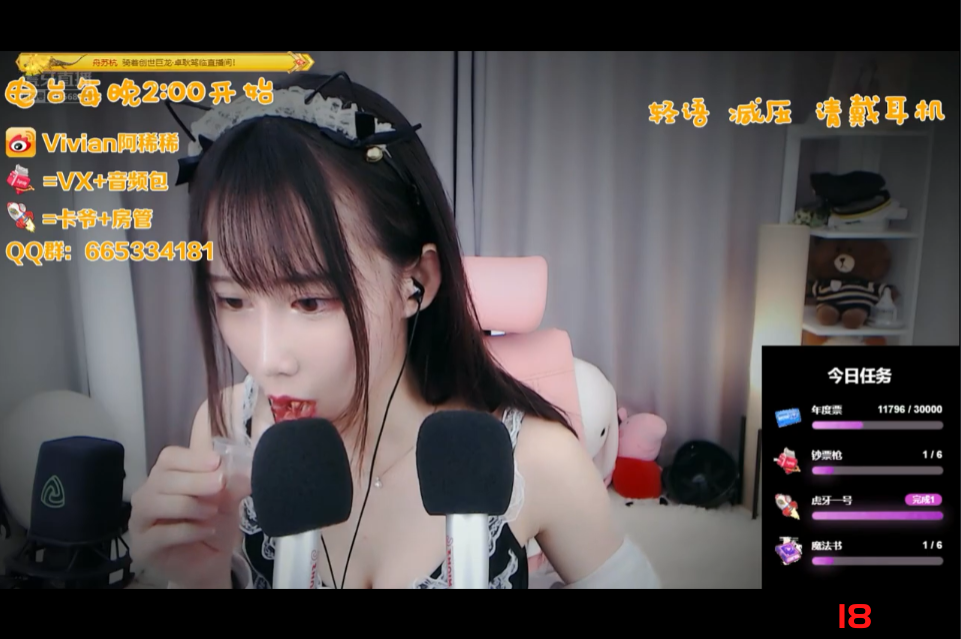 骑着创世巨龙·卓耿驾临直播间!
电台每晚2:00开始
轻语 减压 请戴耳机
Vivian阿稀稀
=VX+音频包
=卡爷+房管
QQ群: 665334181
今日任务
年度票 11796 / 30000
钞票枪 1 / 6
虎牙一号 完成1
魔法书 1 / 6
18